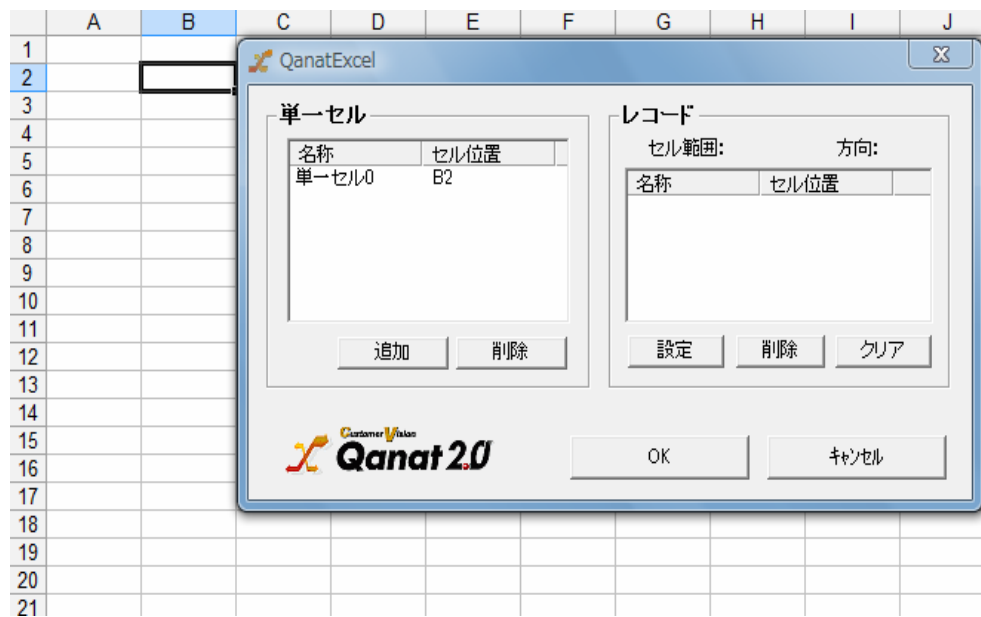 A B C D E F G H I J
1
2
3
4
5
6
7
8
9
10
11
12
13
14
15
16
17
18
19
20
21
QanatExcel
単一セル
名称 セル位置
単一セル0 B2
追加 削除
レコード
セル範囲: 方向:
名称 セル位置
設定 削除 クリア
Customer Vision
Qanat 2.0
OK キャンセル